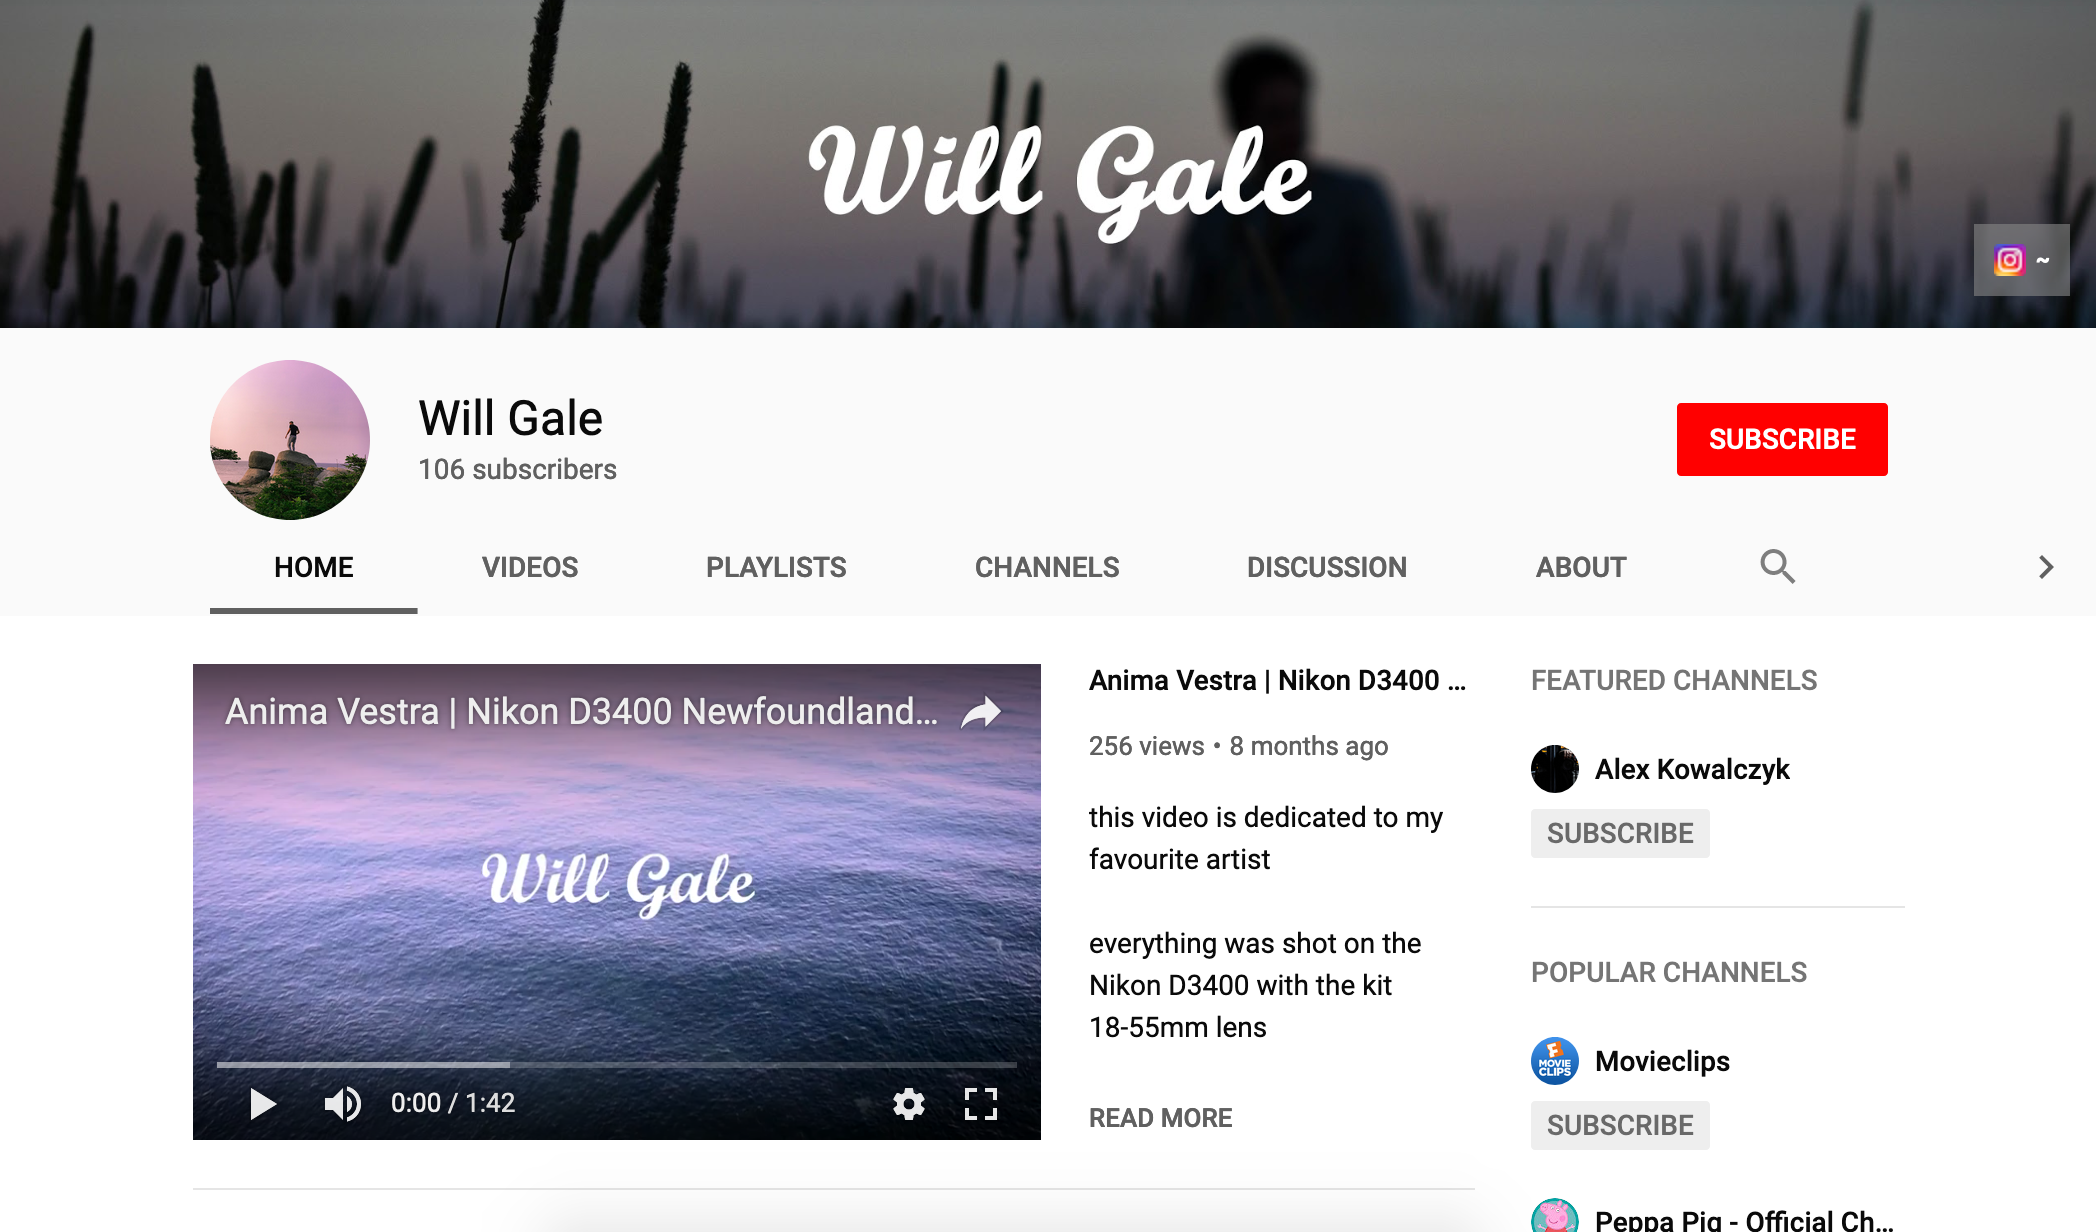 Will Gale
~
Will Gale
106 subscribers
SUBSCRIBE
HOME VIDEOS PLAYLISTS CHANNELS DISCUSSION ABOUT
Anima Vestra | Nikon D3400 Newfoundland...
Will Gale
0:00 / 1:42
Anima Vestra | Nikon D3400 ...
256 views • 8 months ago
this video is dedicated to my
favourite artist
everything was shot on the
Nikon D3400 with the kit
18-55mm lens
READ MORE
FEATURED CHANNELS
Alex Kowalczyk
SUBSCRIBE
POPULAR CHANNELS
MOVIE
CLIPS
Movieclips
SUBSCRIBE
Peppa Pig - Official Ch...